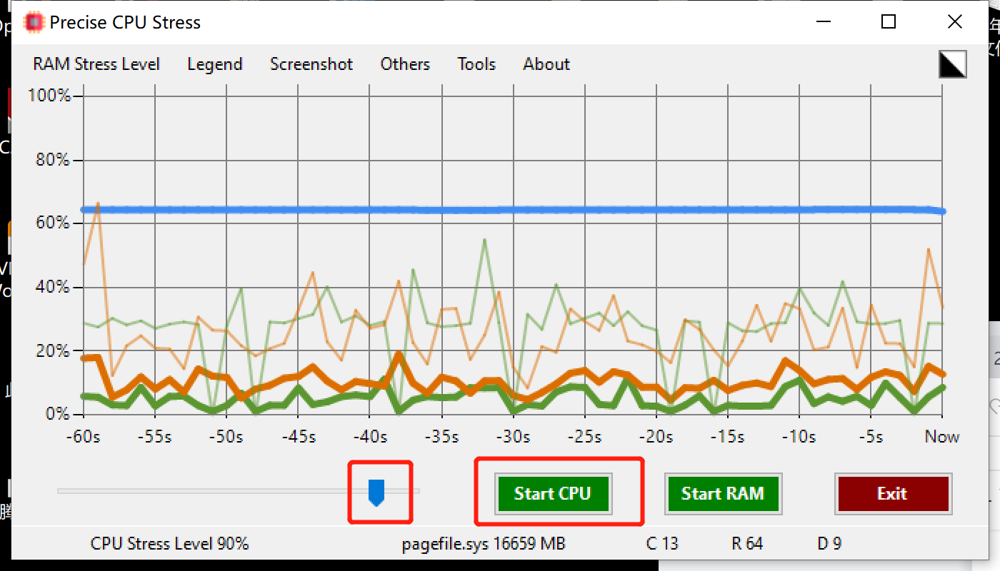 Precise CPU Stress
RAM Stress Level Legend Screenshot Others Tools About
100%
80%
60%
40%
20%
0%
-60s -55s -50s -45s -40s -35s -30s -25s -20s -15s -10s -5s Now
Start CPU Start RAM Exit
CPU Stress Level 90% pagefile.sys 16659 MB C 13 R 64 D 9